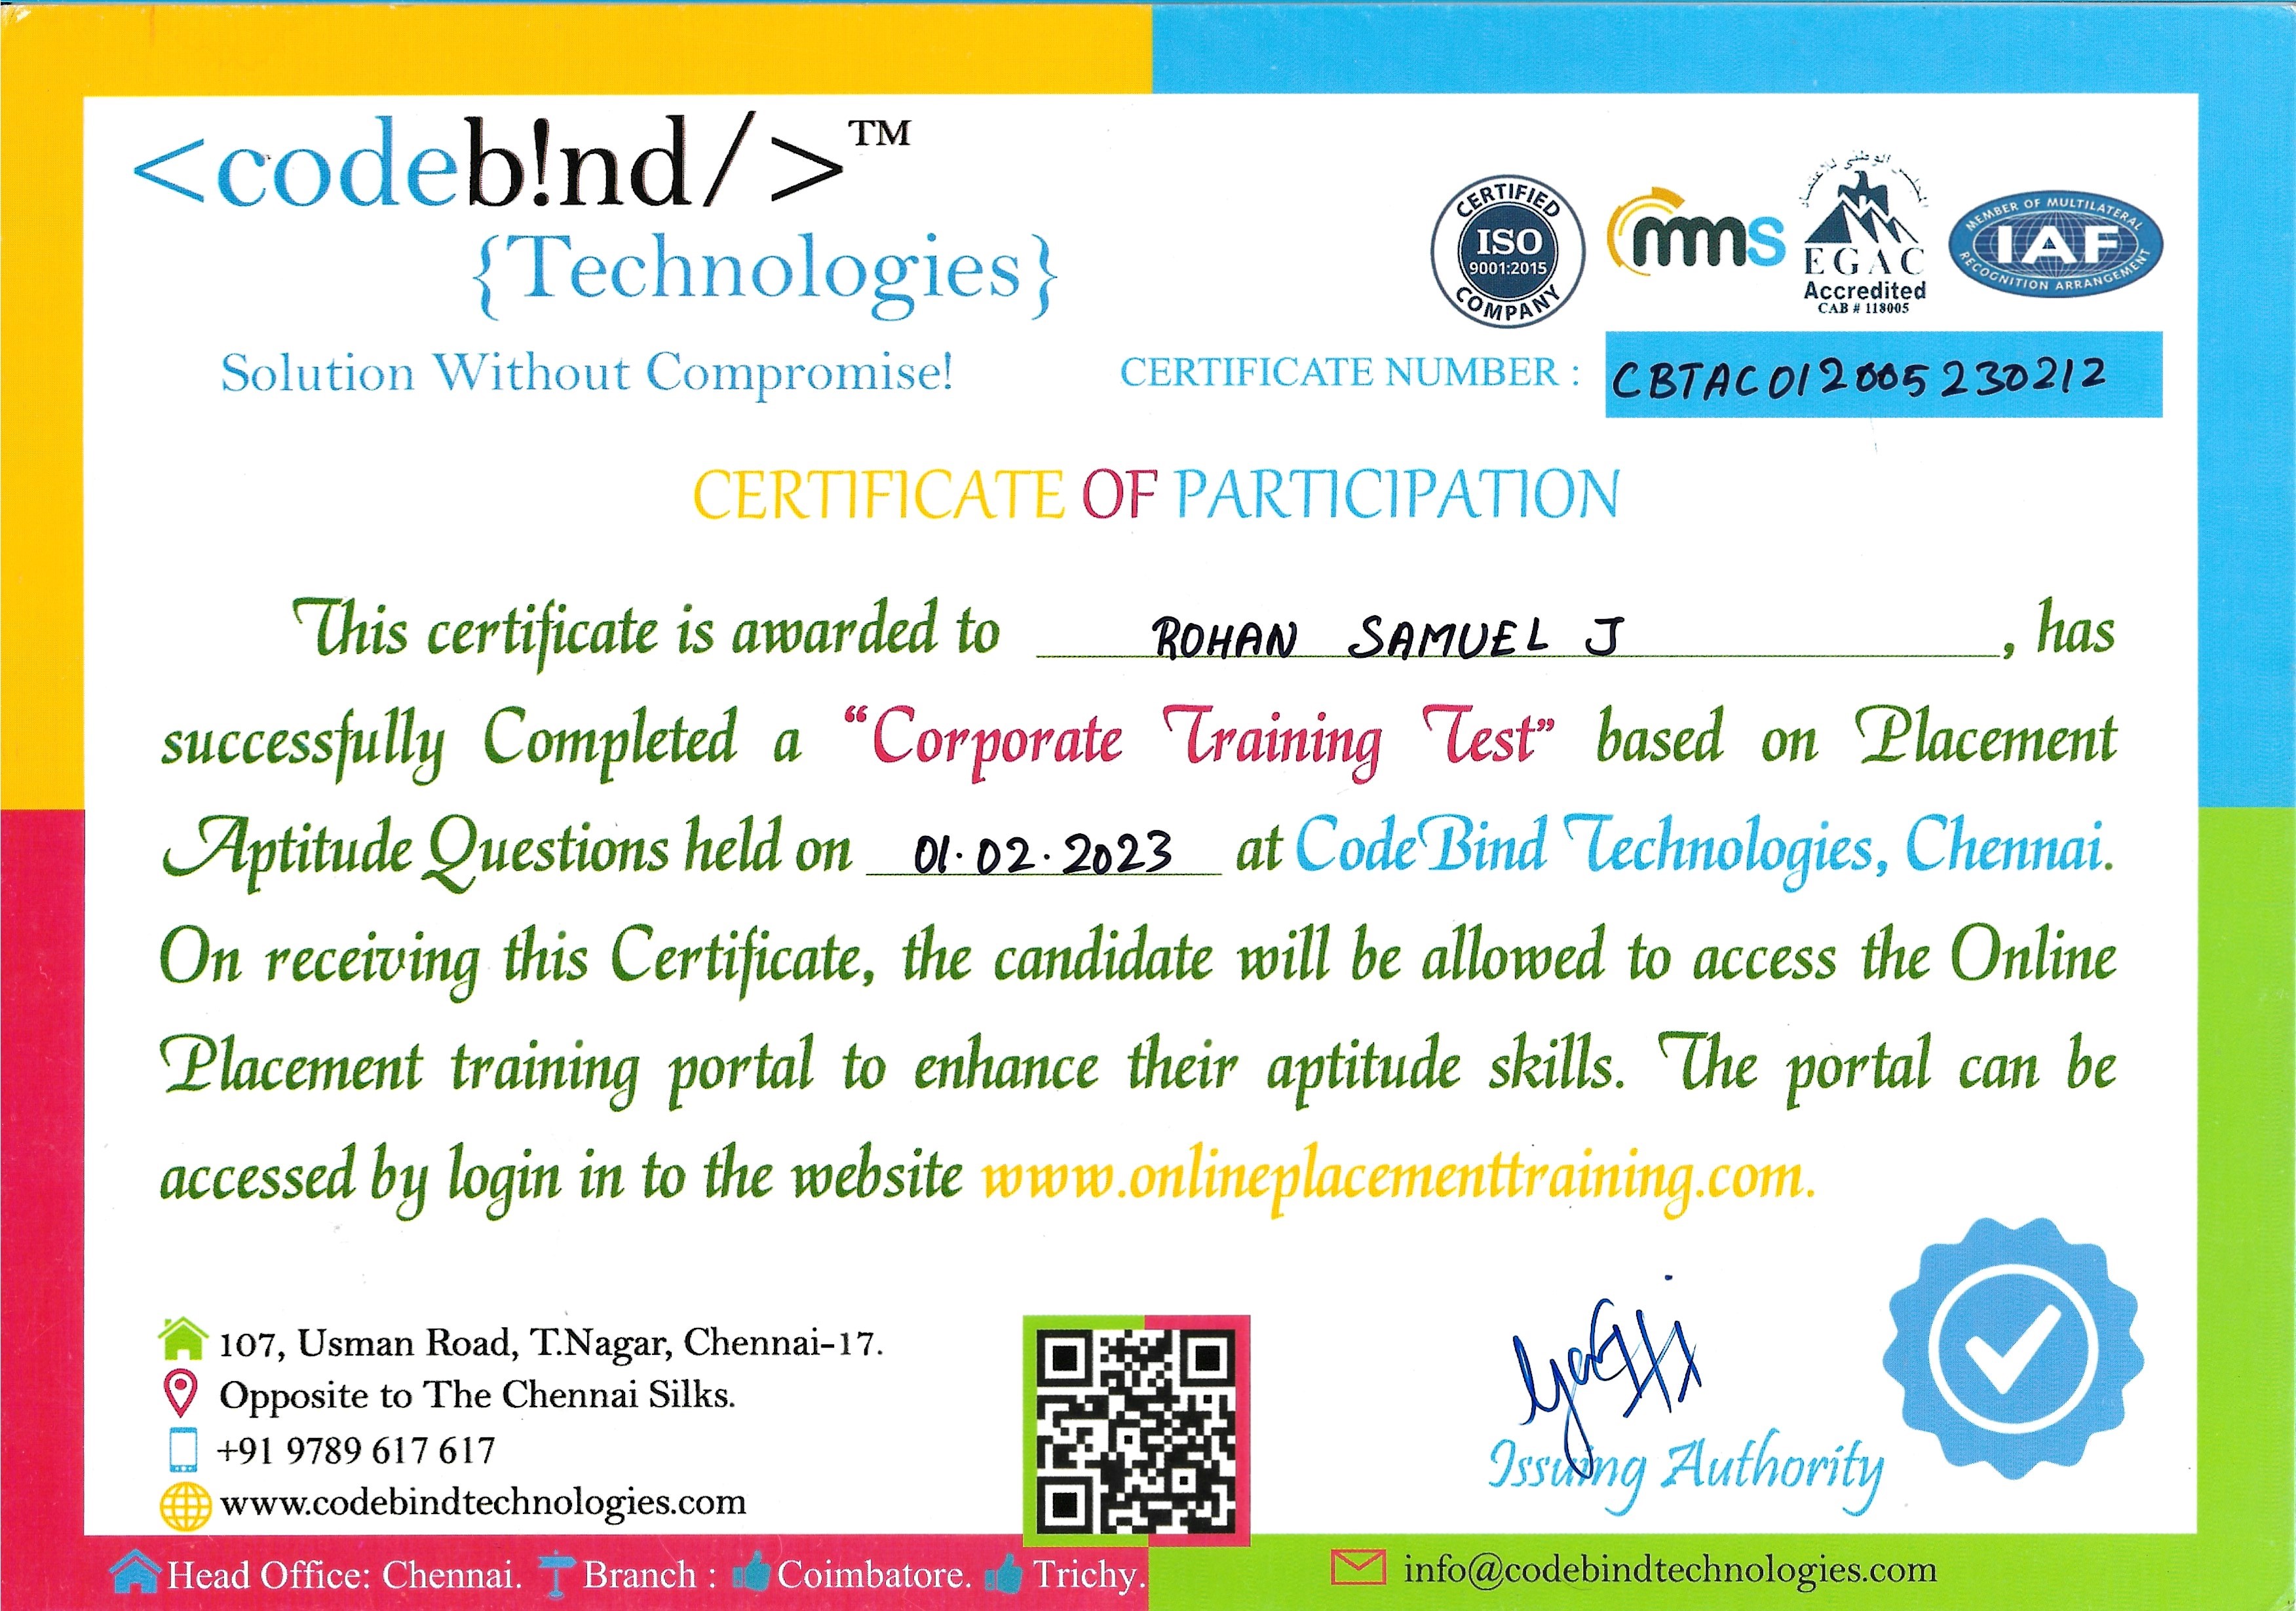 <codeb!nd/>™
{Technologies}
Solution Without Compromise!
CERTIFIED
ISO
9001:2015
COMPANY
mms
EGAC
Accredited
CAB # 118005
MEMBER OF MULTILATERAL
IAF
RECOGNITION ARRANGEMENT
CERTIFICATE NUMBER : CBTAC012005230212
CERTIFICATE OF PARTICIPATION
This certificate is awarded to ROHAN SAMUEL J, has
successfully Completed a “Corporate Training Test” based on Placement
Aptitude Questions held on 01.02.2023 at CodeBind Technologies, Chennai.
On receiving this Certificate, the candidate will be allowed to access the Online
Placement training portal to enhance their aptitude skills. The portal can be
accessed by login in to the website www.onlineplacementtraining.com.
107, Usman Road, T.Nagar, Chennai-17.
Opposite to The Chennai Silks.
+91 9789 617 617
www.codebindtechnologies.com
Issuing Authority
Head Office: Chennai. Branch : Coimbatore. Trichy.
info@codebindtechnologies.com